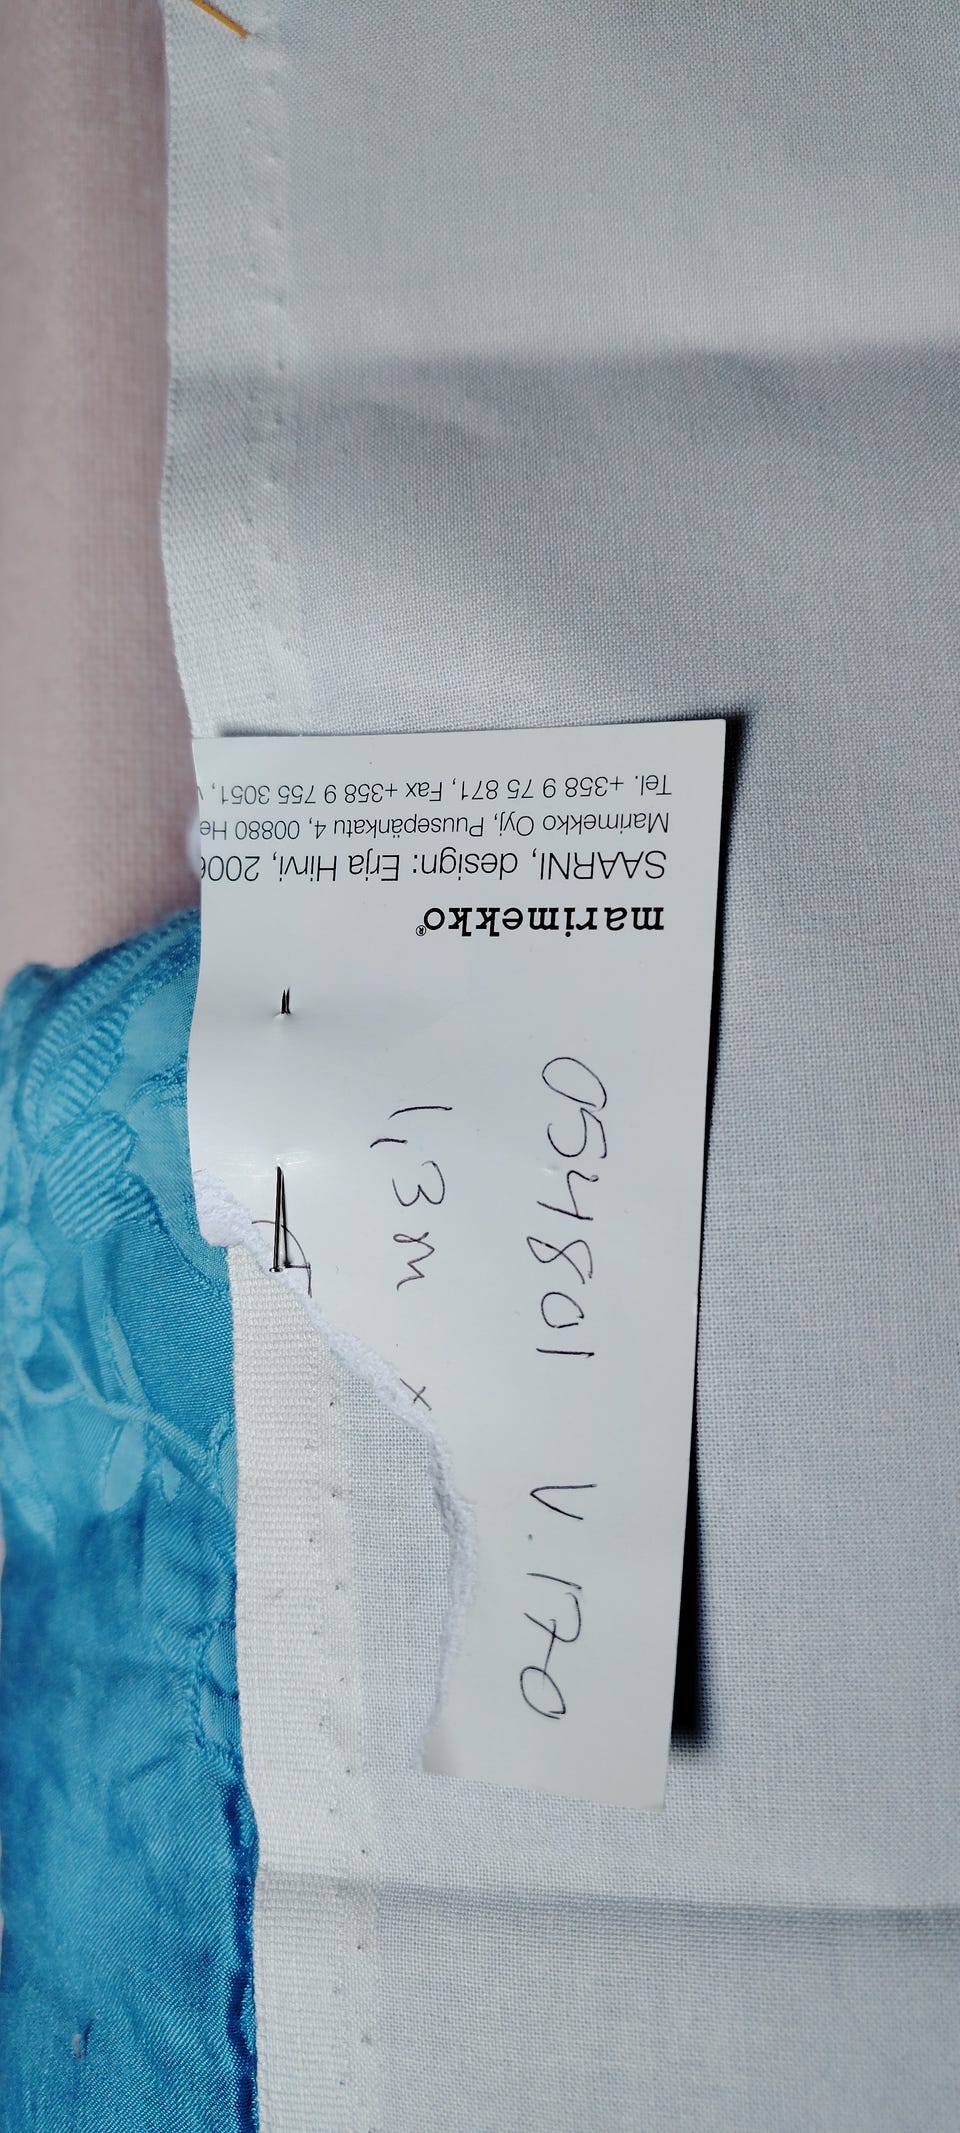 marimekko®
SAARNI, design: Erja Hirvi, 2006
Marimekko Oyj, Puusepänkatu 4, 00880 He
Tel. +358 9 75 871, Fax +358 9 755 3051,
054801 V. 170
1,3 m x